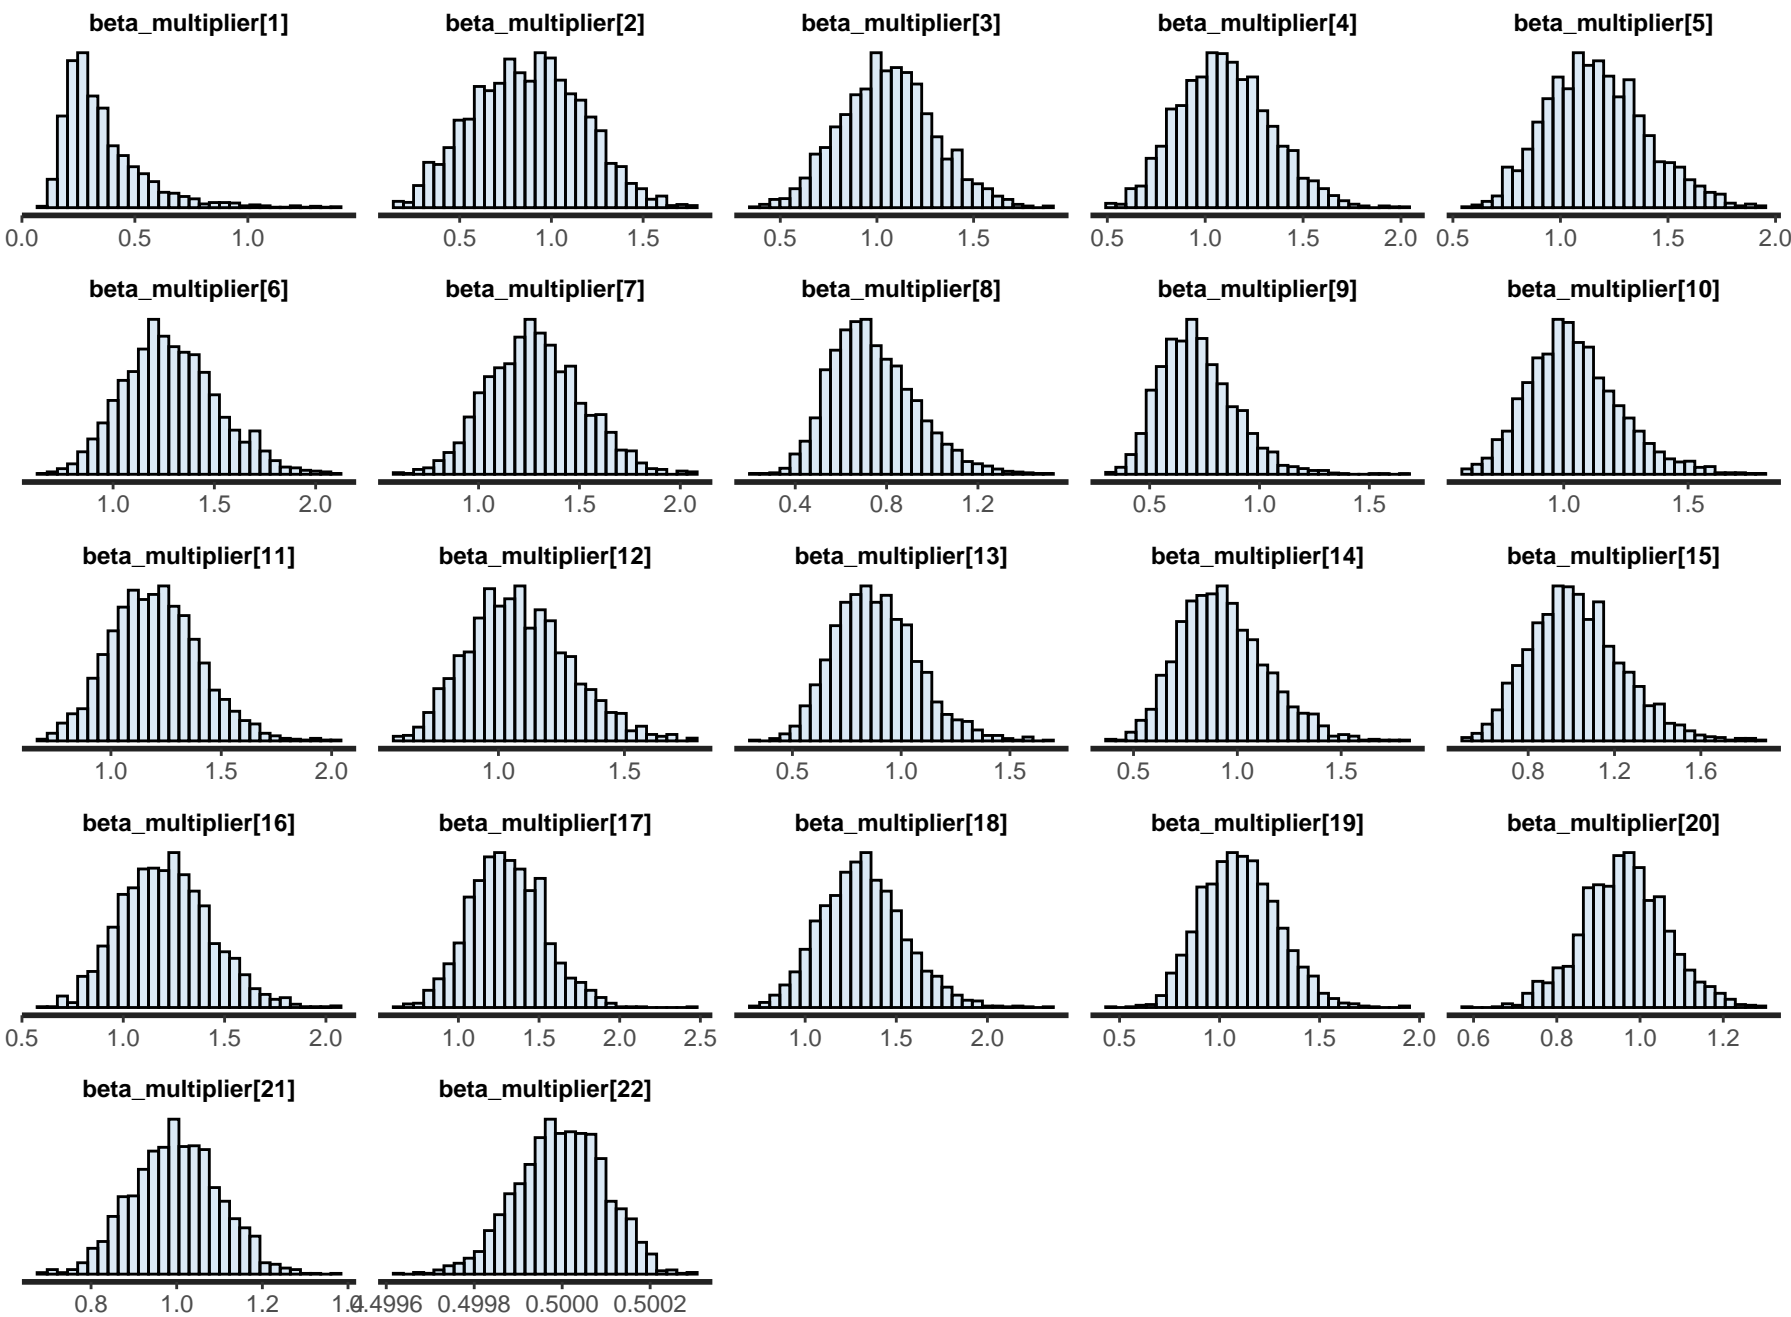 beta_multiplier[1] beta_multiplier[2] beta_multiplier[3] beta_multiplier[4] beta_multiplier[5]
0.0 0.5 1.0 0.5 1.0 1.5 0.5 1.0 1.5 0.5 1.0 1.5 2.0 0.5 1.0 1.5 2.0
beta_multiplier[6] beta_multiplier[7] beta_multiplier[8] beta_multiplier[9] beta_multiplier[10]
1.0 1.5 2.0 1.0 1.5 2.0 0.4 0.8 1.2 0.5 1.0 1.5 1.0 1.5
beta_multiplier[11] beta_multiplier[12] beta_multiplier[13] beta_multiplier[14] beta_multiplier[15]
1.0 1.5 2.0 1.0 1.5 0.5 1.0 1.5 0.5 1.0 1.5 0.8 1.2 1.6
beta_multiplier[16] beta_multiplier[17] beta_multiplier[18] beta_multiplier[19] beta_multiplier[20]
0.5 1.0 1.5 2.0 1.0 1.5 2.0 2.5 1.0 1.5 2.0 0.5 1.0 1.5 2.0 0.6 0.8 1.0 1.2
beta_multiplier[21] beta_multiplier[22]
0.8 1.0 1.2 1.4 0.4996 0.4998 0.5000 0.5002